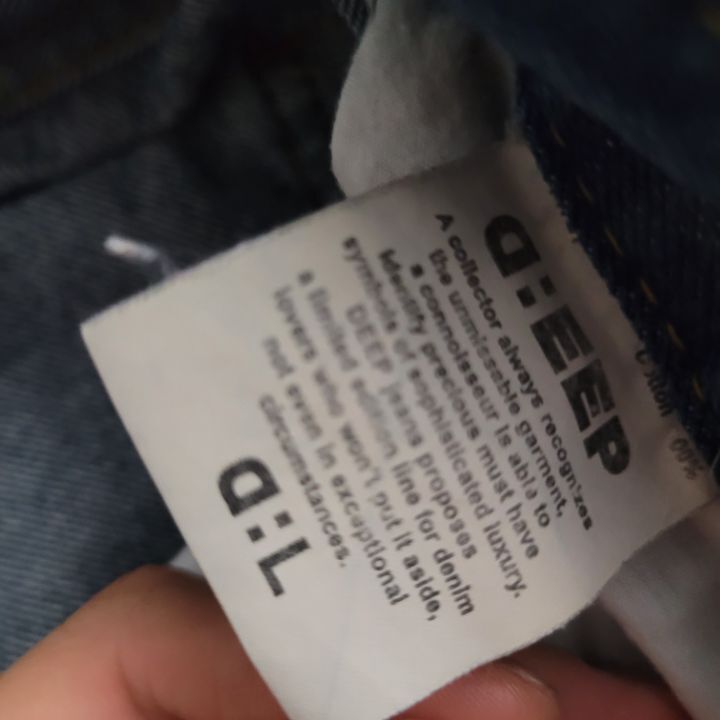 D:EEP
A collector always recognizes
the unmissable garment,
a connoisseur is able to
identify precious must have
symbols of sophisticated luxury.
DEEP jeans proposes
a limited edition line for denim
lovers who won't put it aside,
not even in exceptional
circumstances.
D:L
60%